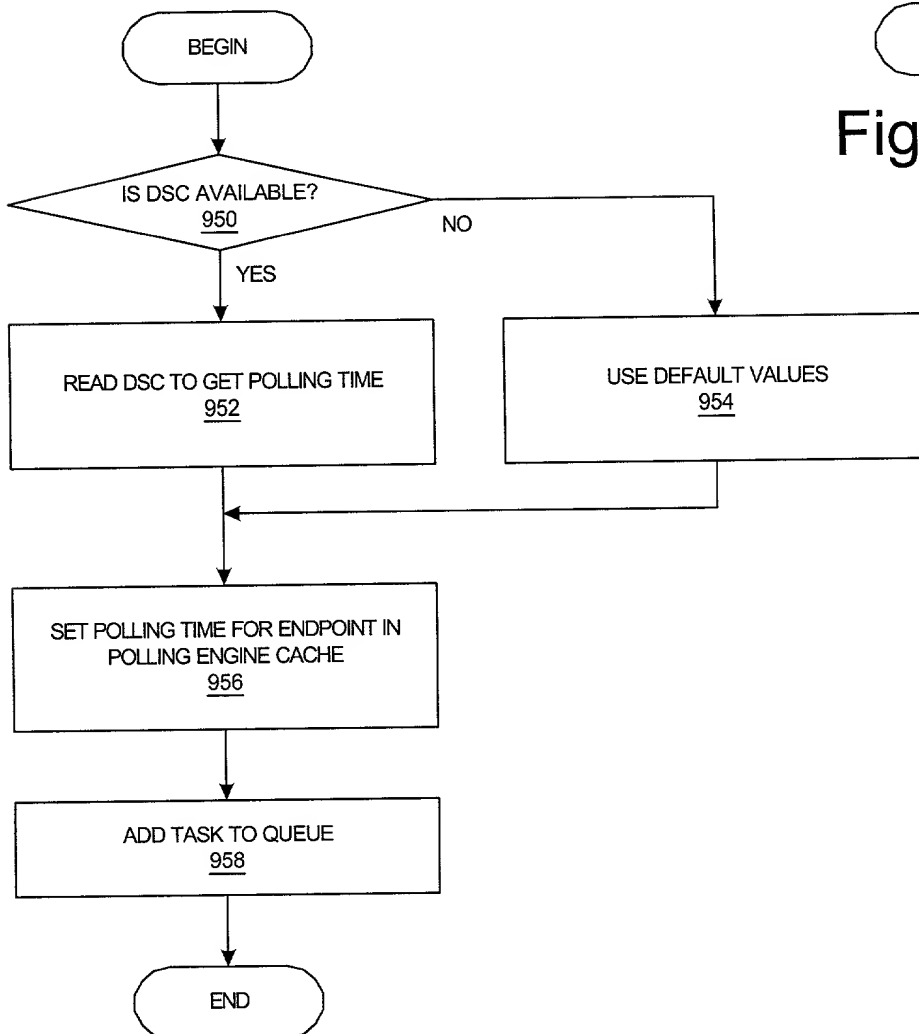 BEGIN
Fig
IS DSC AVAILABLE?
950
NO
YES
READ DSC TO GET POLLING TIME
952
USE DEFAULT VALUES
954
SET POLLING TIME FOR ENDPOINT IN
POLLING ENGINE CACHE
956
ADD TASK TO QUEUE
958
END